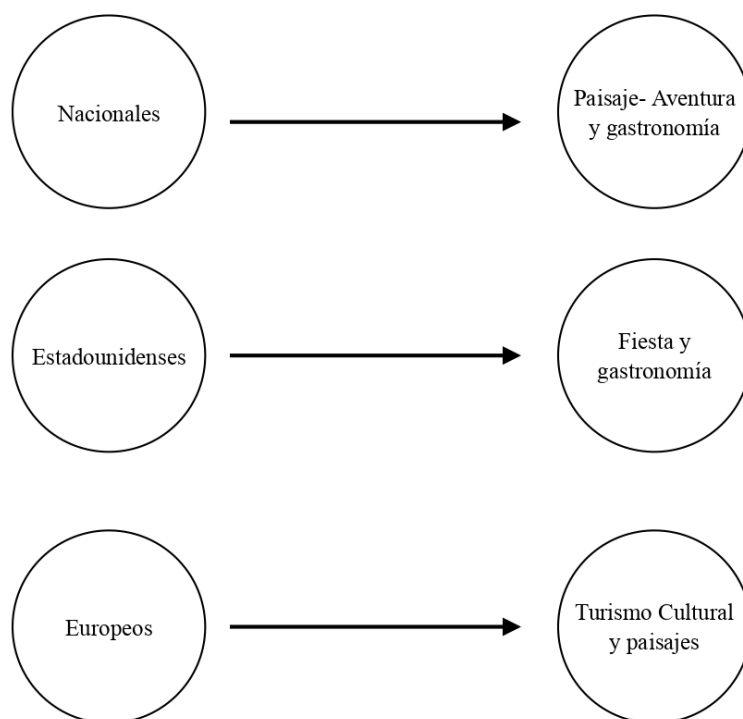 Nacionales
Paisaje- Aventura
y gastronomía
Estadounidenses
Fiesta y
gastronomía
Europeos
Turismo Cultural
y paisajes